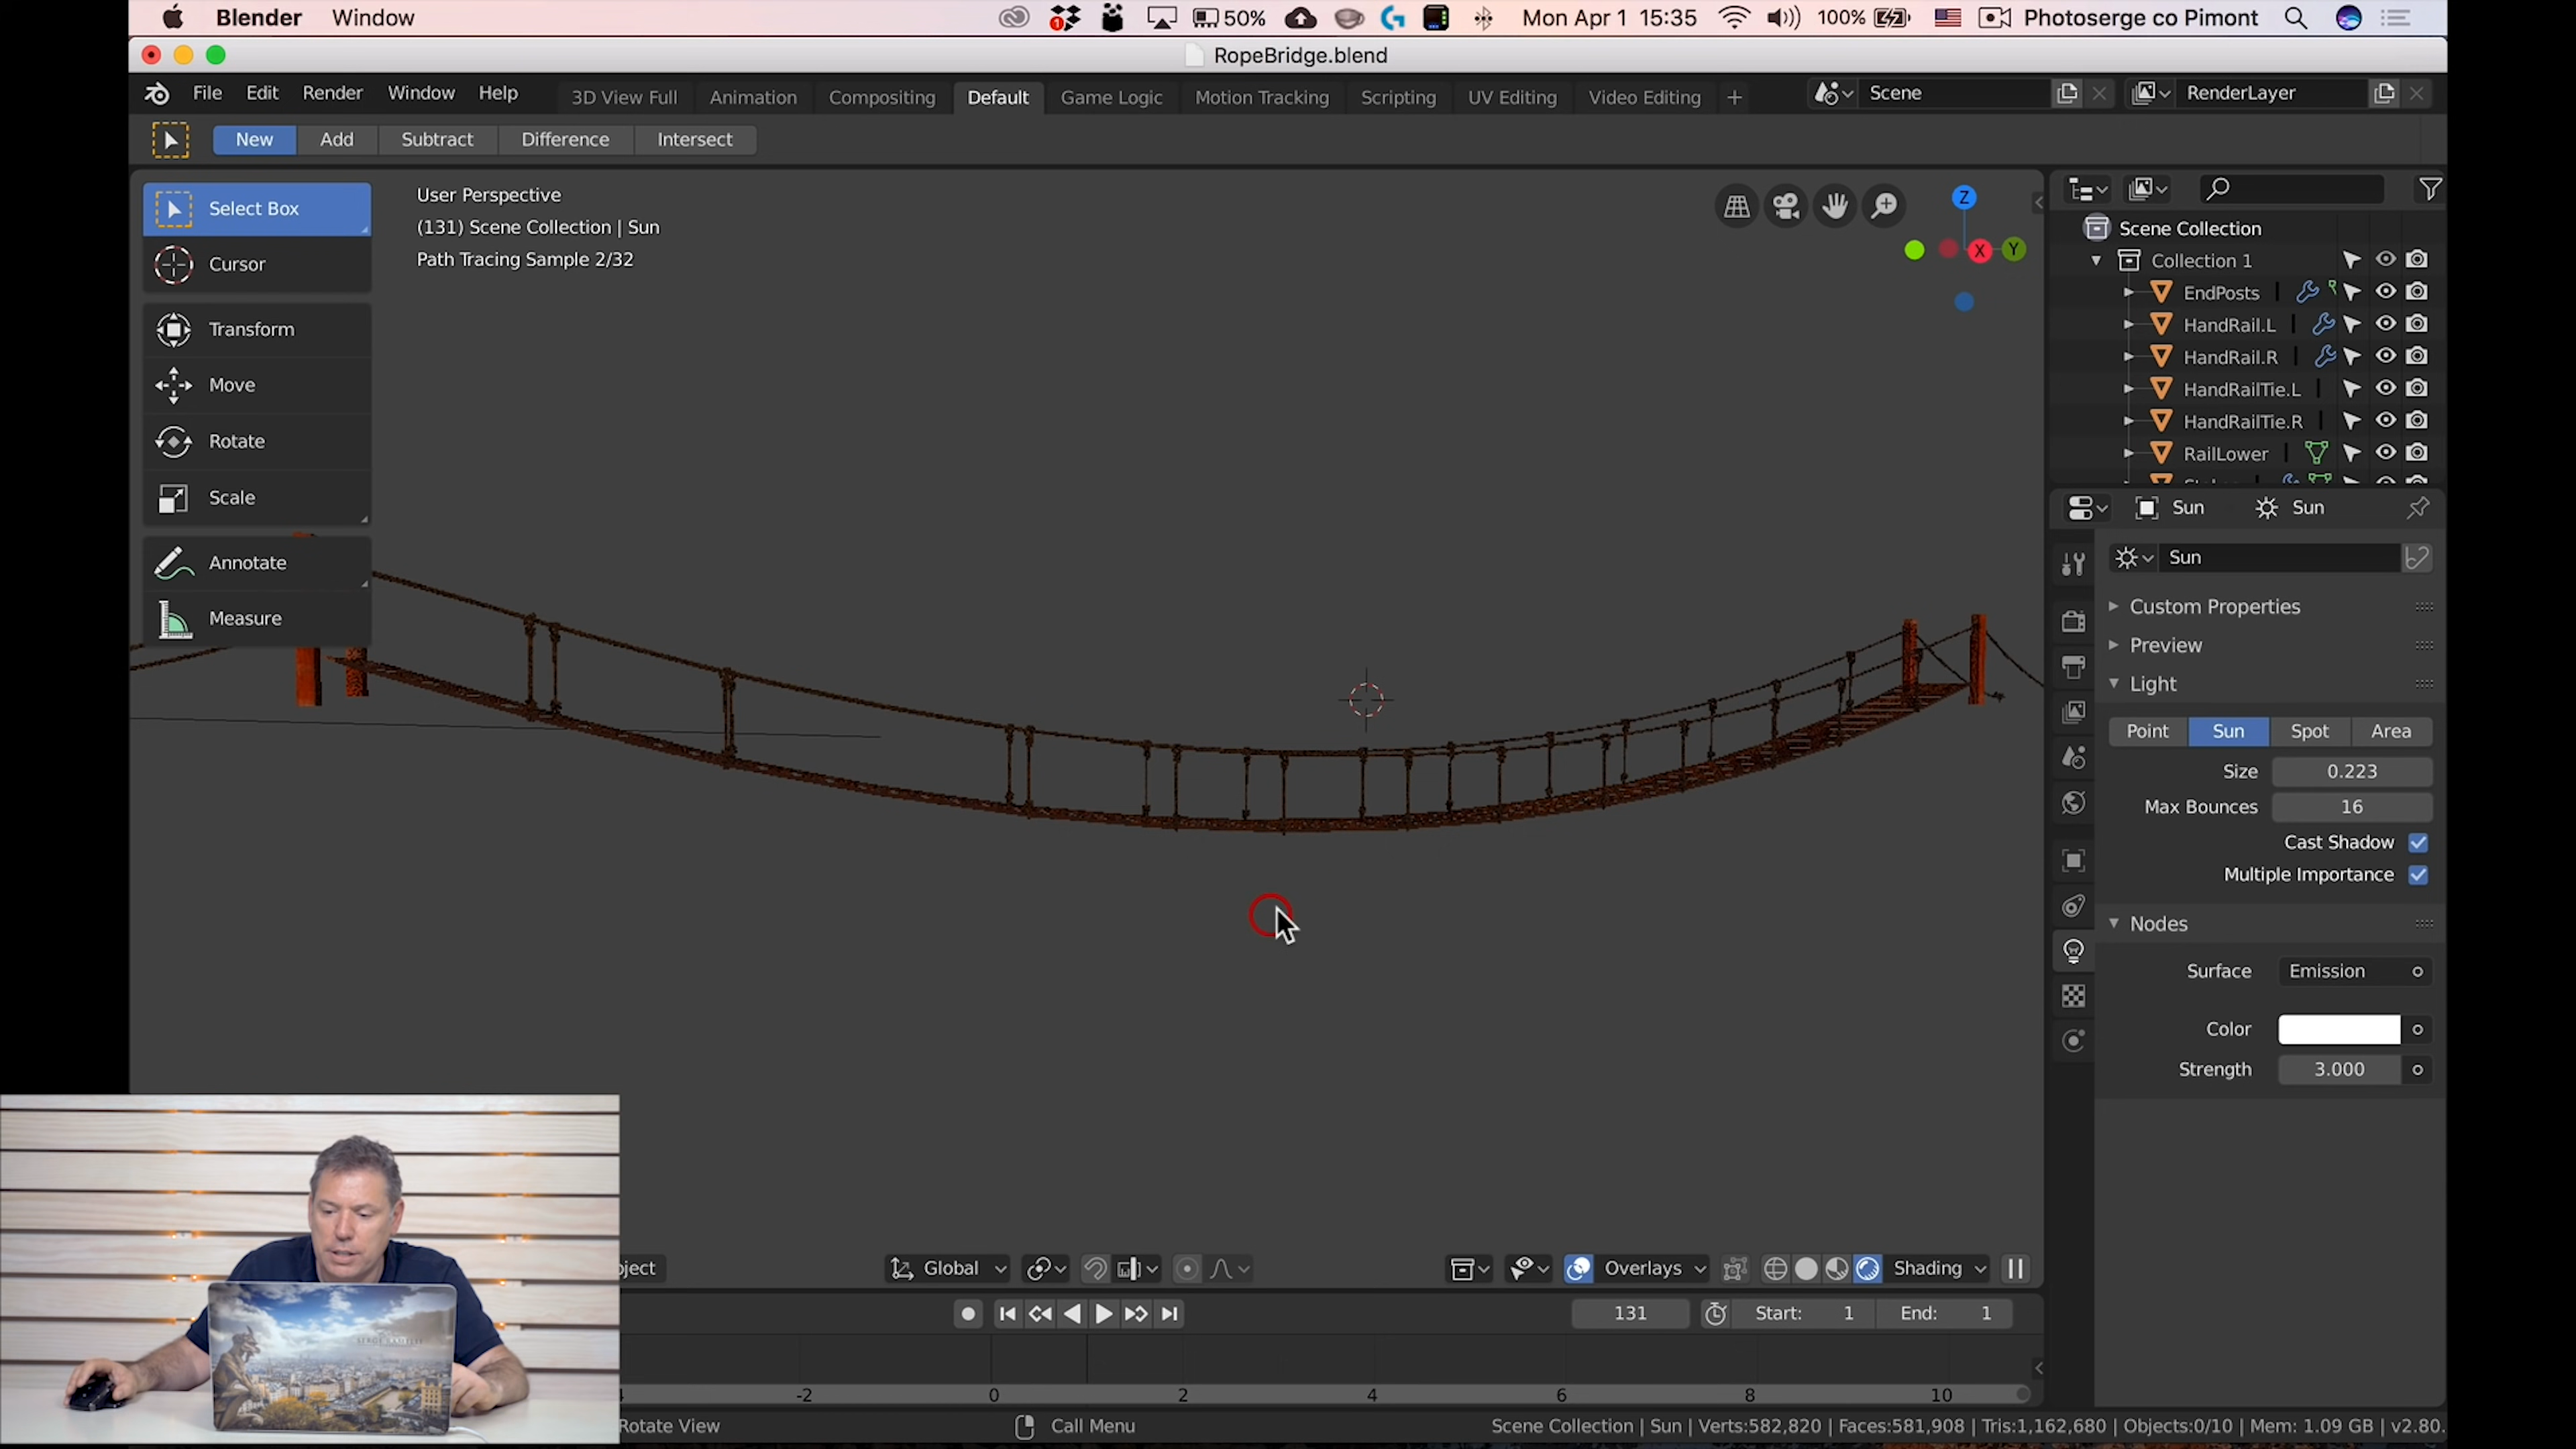 Blender Window 50% Mon Apr 1 15:35 100% Photoserge co Pimont
RopeBridge.blend
File Edit Render Window Help 3D View Full Animation Compositing Default Game Logic Motion Tracking Scripting UV Editing Video Editing + Scene RenderLayer
New Add Subtract Difference Intersect
Select Box
Cursor
Transform
Move
Rotate
Scale
Annotate
Measure
User Perspective
(131) Scene Collection | Sun
Path Tracing Sample 2/32
Z
X
Y
Scene Collection
Collection 1
EndPosts
HandRail.L
HandRail.R
HandRailTie.L
HandRailTie.R
RailLower
Sun Sun
Sun
Custom Properties
Preview
Light
Point Sun Spot Area
Size 0.223
Max Bounces 16
Cast Shadow
Multiple Importance
Nodes
Surface Emission
Color
Strength 3.000
ject Global Overlays Shading
131 Start: 1 End: 1
-2 0 2 4 6 8 10
Rotate View Call Menu Scene Collection | Sun | Verts:582,820 | Faces:581,908 | Tris:1,162,680 | Objects:0/10 | Mem: 1.09 GB | v2.80.